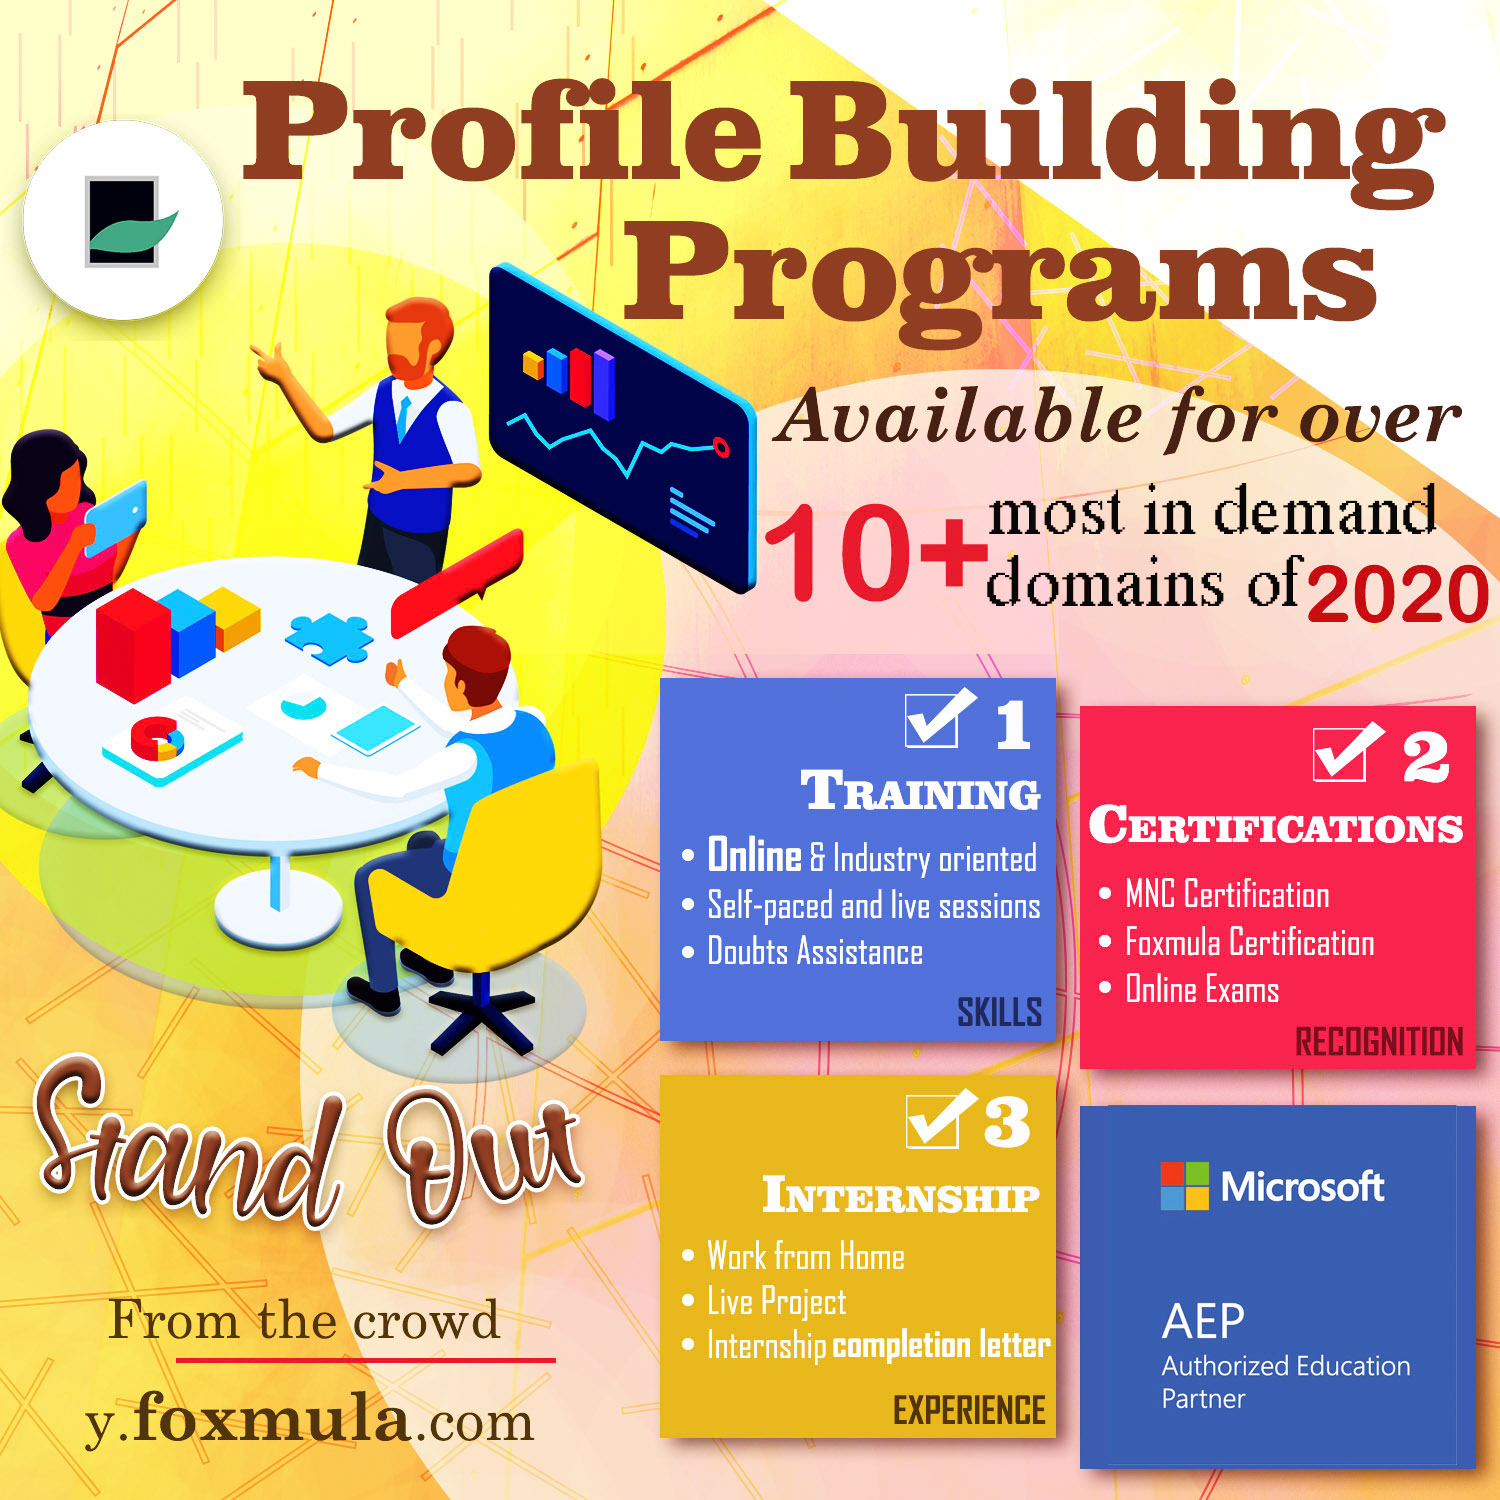 Profile Building
Programs
Available for over
10+ most in demand
domains of 2020
1
TRAINING
• Online & Industry oriented
• Self-paced and live sessions
• Doubts Assistance
SKILLS
2
CERTIFICATIONS
• MNC Certification
• Foxmula Certification
• Online Exams
RECOGNITION
3
INTERNSHIP
• Work from Home
• Live Project
• Internship completion letter
EXPERIENCE
Microsoft
AEP
Authorized Education
Partner
Stand Out
From the crowd
y.foxmula.com